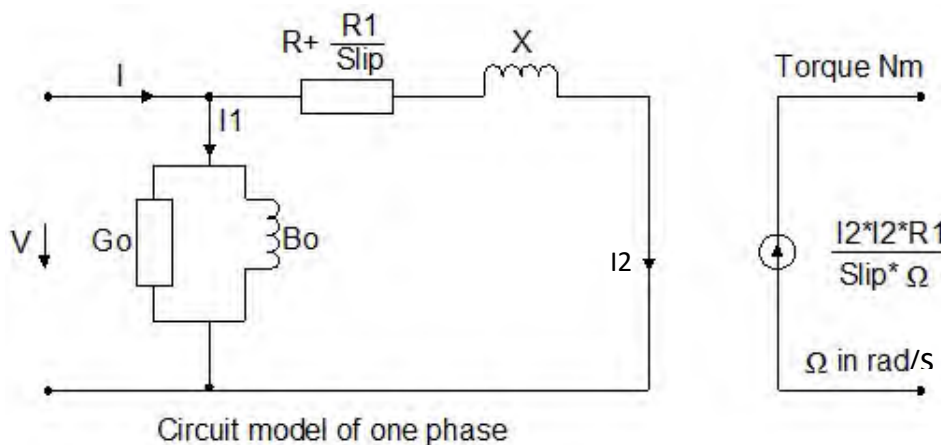 R+ R1
Slip
X
I
I1
V
Go
Bo
I2
Torque Nm
I2*I2*R1
Slip* Ω
Ω in rad/s
Circuit model of one phase